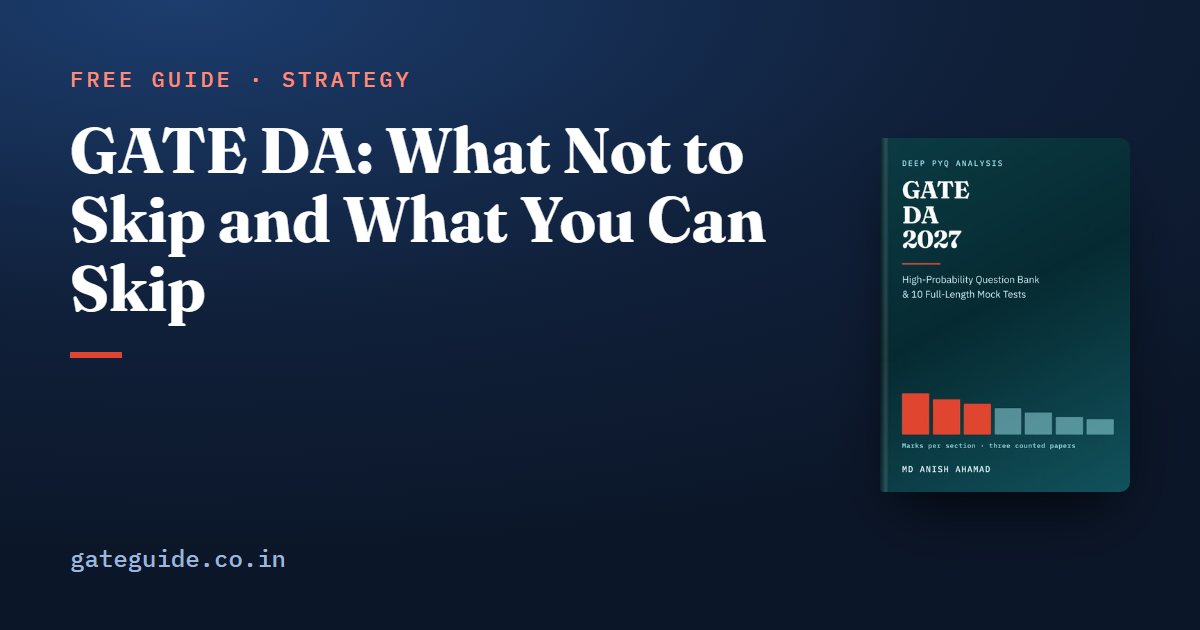 FREE GUIDE · STRATEGY
GATE DA: What Not to
Skip and What You Can
Skip
gateguide.co.in
DEEP PYQ ANALYSIS
GATE
DA
2027
High-Probability Question Bank
& 10 Full-Length Mock Tests
Marks per section · three counted papers
MD ANISH AHAMAD